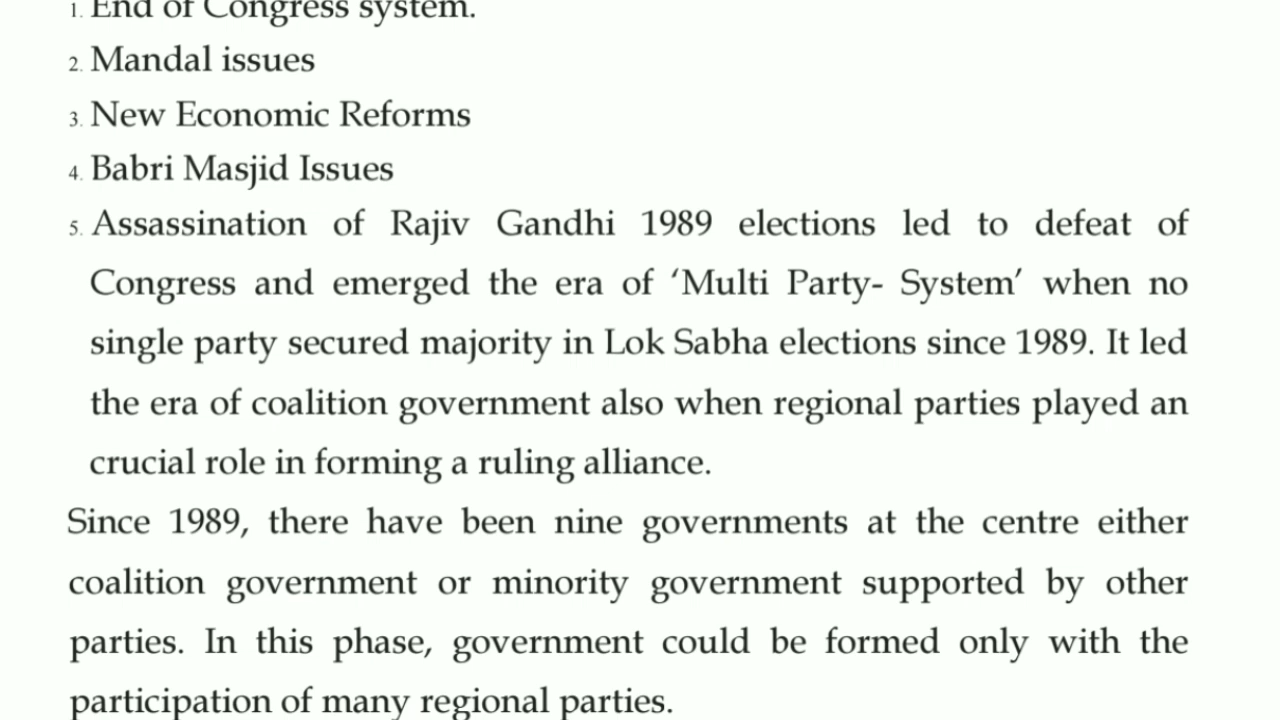 1. End of Congress system.
2. Mandal issues
3. New Economic Reforms
4. Babri Masjid Issues
5. Assassination of Rajiv Gandhi 1989 elections led to defeat of
Congress and emerged the era of ‘Multi Party- System’ when no
single party secured majority in Lok Sabha elections since 1989. It led
the era of coalition government also when regional parties played an
crucial role in forming a ruling alliance.
Since 1989, there have been nine governments at the centre either
coalition government or minority government supported by other
parties. In this phase, government could be formed only with the
participation of many regional parties.